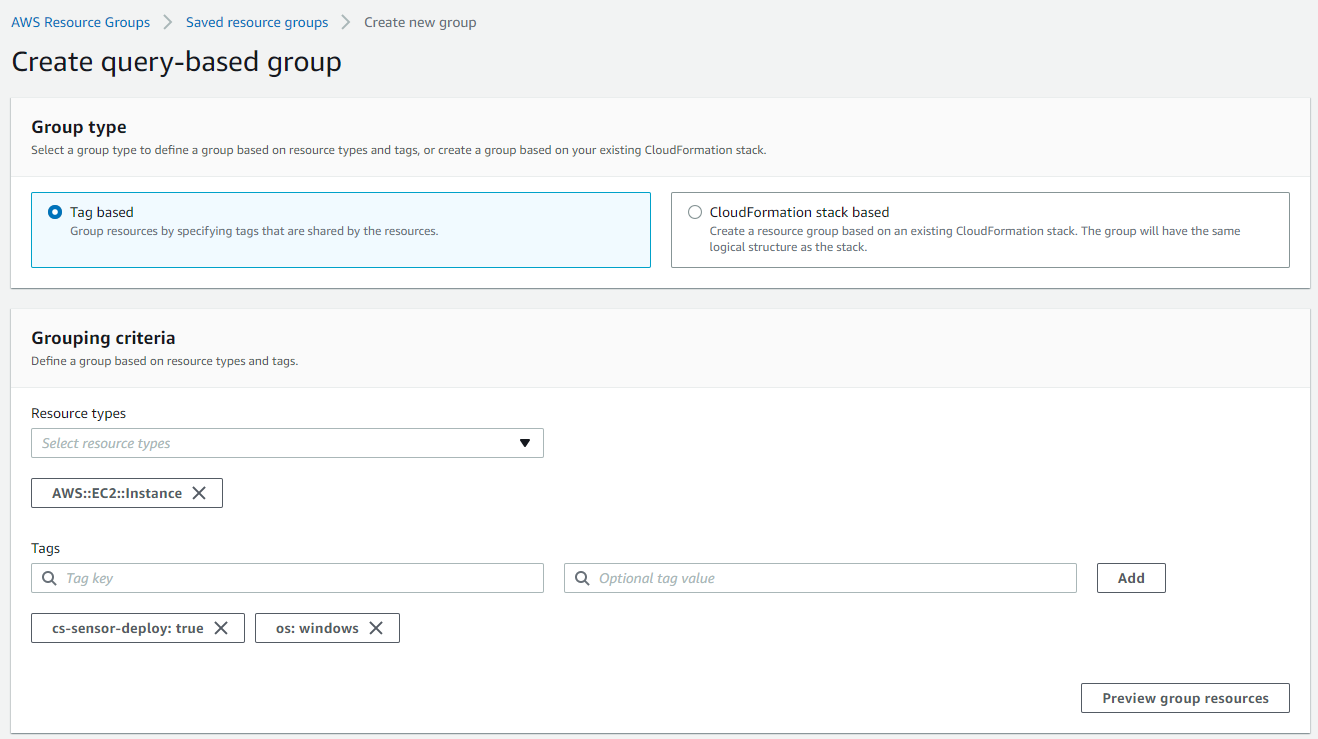 AWS Resource Groups > Saved resource groups > Create new group
Create query-based group
Group type
Select a group type to define a group based on resource types and tags, or create a group based on your existing CloudFormation stack.
Tag based
Group resources by specifying tags that are shared by the resources.
CloudFormation stack based
Create a resource group based on an existing CloudFormation stack. The group will have the same
logical structure as the stack.
Grouping criteria
Define a group based on resource types and tags.
Resource types
Select resource types
AWS::EC2::Instance
Tags
Tag key
Optional tag value
Add
cs-sensor-deploy: true
os: windows
Preview group resources